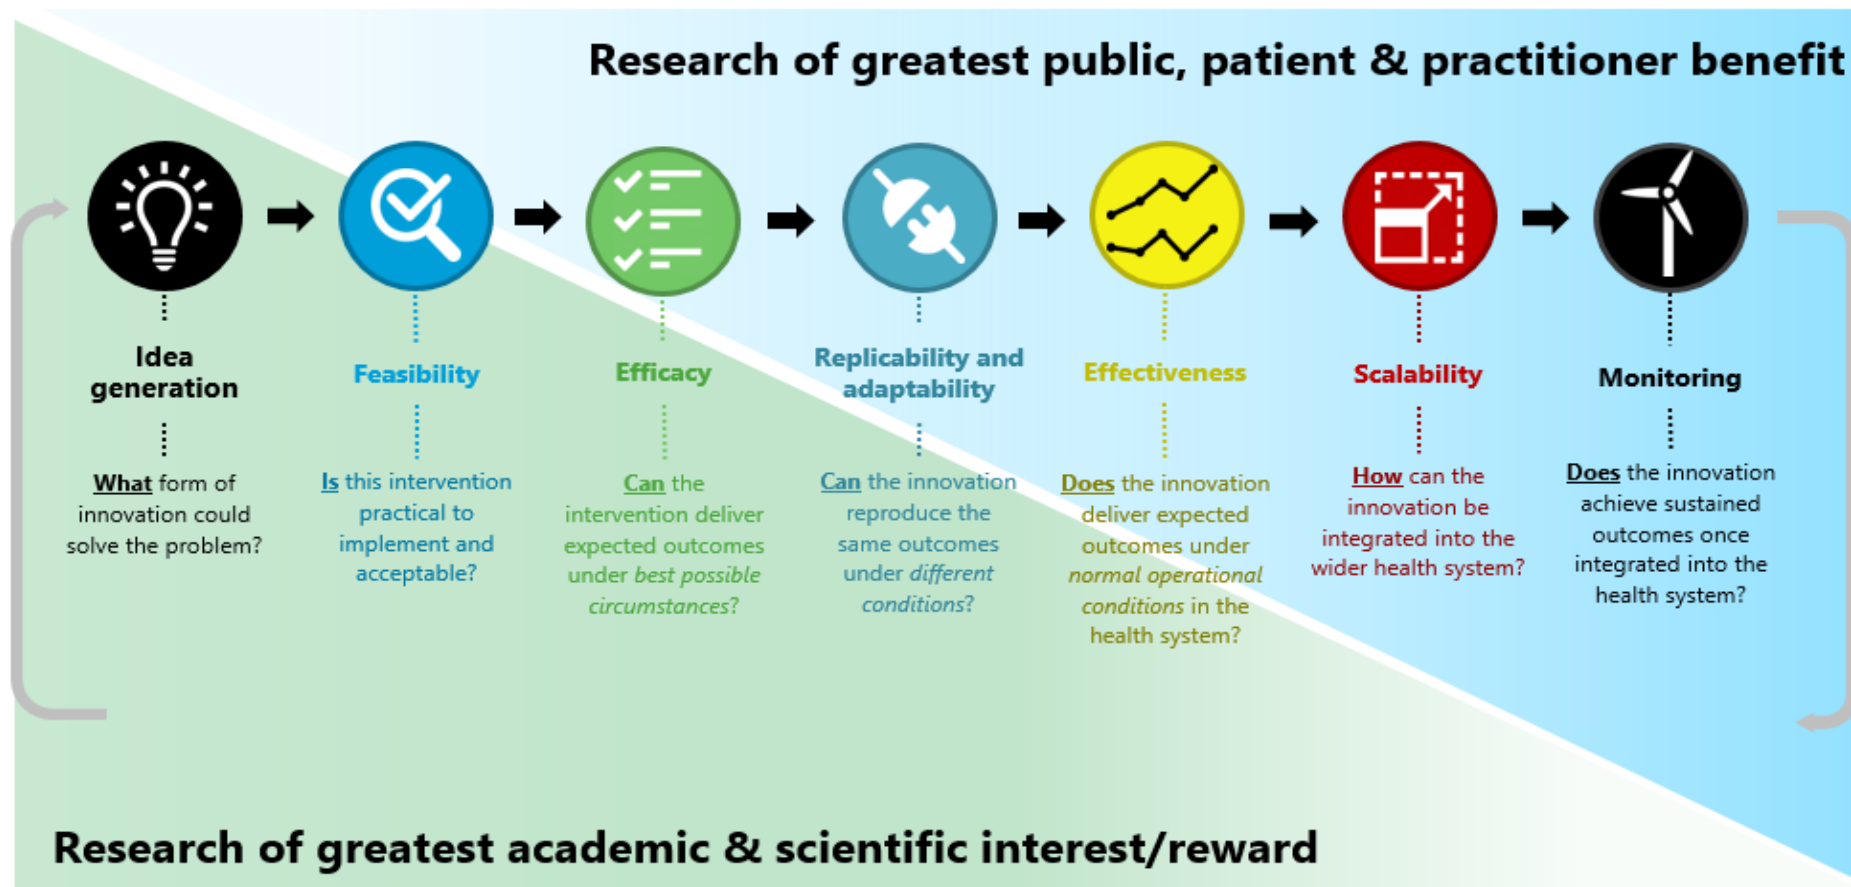 Research of greatest public, patient & practitioner benefit
Idea
generation
What form of
innovation could
solve the problem?
Feasibility
Is this intervention
practical to
implement and
acceptable?
Efficacy
Can the
intervention deliver
expected outcomes
under best possible
circumstances?
Replicability and
adaptability
Can the innovation
reproduce the
same outcomes
under different
conditions?
Effectiveness
Does the innovation
deliver expected
outcomes under
normal operational
conditions in the
health system?
Scalability
How can the
innovation be
integrated into the
wider health system?
Monitoring
Does the innovation
achieve sustained
outcomes once
integrated into the
health system?
Research of greatest academic & scientific interest/reward